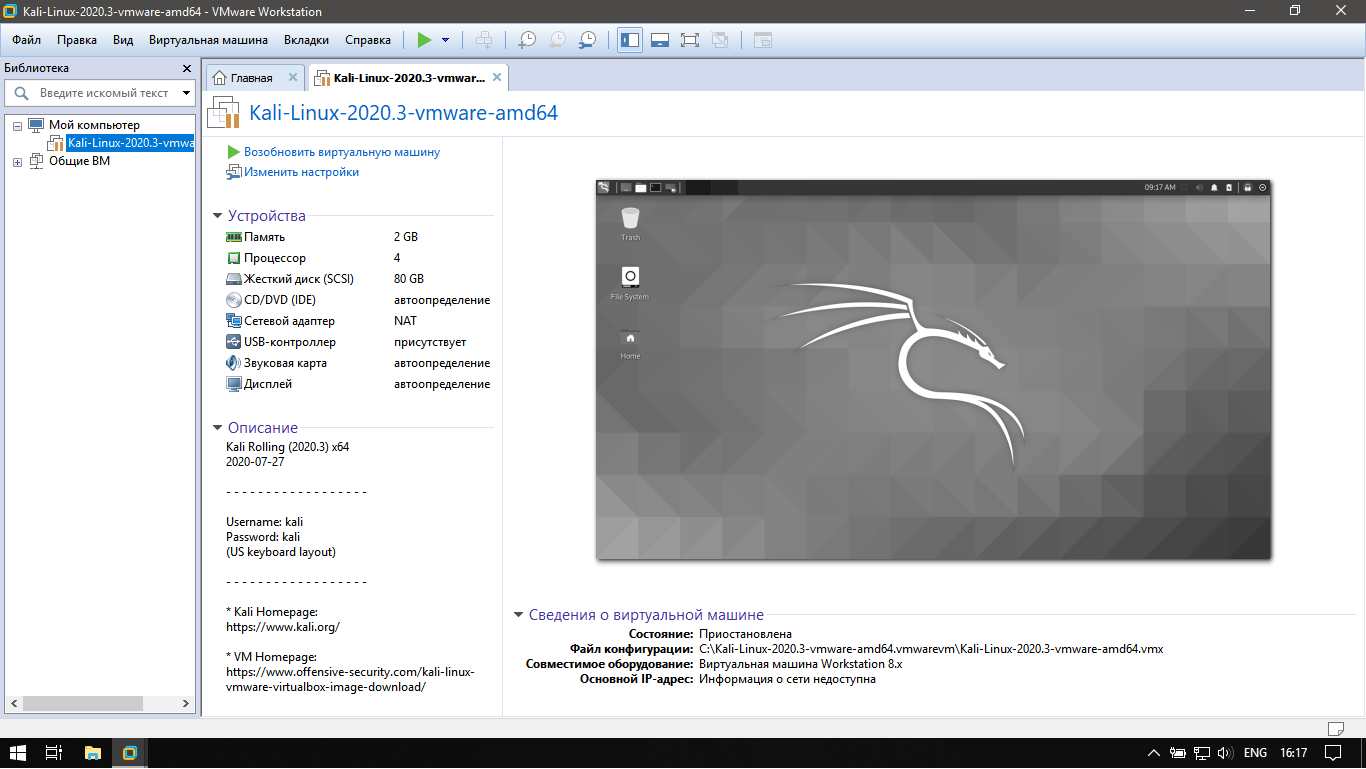 Kali-Linux-2020.3-vmware-amd64 - VMware Workstation
Файл Правка Вид Виртуальная машина Вкладки Справка
Библиотека
Введите искомый текст
Мой компьютер
Kali-Linux-2020.3-vmwa
Общие ВМ
Главная
Kali-Linux-2020.3-vmwar...
Kali-Linux-2020.3-vmware-amd64
Возобновить виртуальную машину
Изменить настройки
Устройства
Память 2 GB
Процессор 4
Жесткий диск (SCSI) 80 GB
CD/DVD (IDE) автоопределение
Сетевой адаптер NAT
USB-контроллер присутствует
Звуковая карта автоопределение
Дисплей автоопределение
Описание
Kali Rolling (2020.3) x64
2020-07-27
- - - - - - - - - - - - - - - - - -
Username: kali
Password: kali
(US keyboard layout)
- - - - - - - - - - - - - - - - - -
* Kali Homepage:
https://www.kali.org/
* VM Homepage:
https://www.offensive-security.com/kali-linux-
vmware-virtualbox-image-download/
09:17 AM
Trash
File System
Home
Сведения о виртуальной машине
Состояние: Приостановлена
Файл конфигурации: C:\Kali-Linux-2020.3-vmware-amd64.vmwarevm\Kali-Linux-2020.3-vmware-amd64.vmx
Совместимое оборудование: Виртуальная машина Workstation 8.x
Основной IP-адрес: Информация о сети недоступна
ENG 16:17